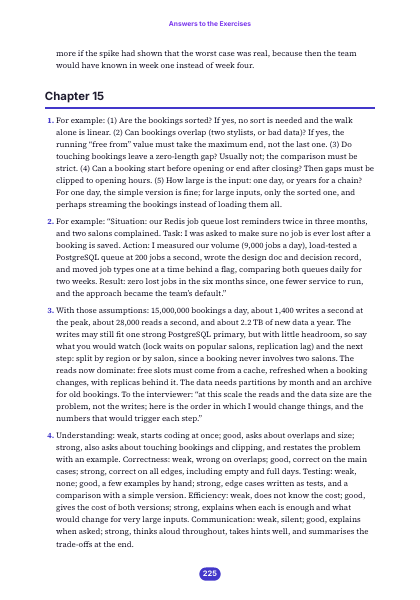 Answers to the Exercises
more if the spike had shown that the worst case was real, because then the team
would have known in week one instead of week four.
Chapter 15
1. For example: (1) Are the bookings sorted? If yes, no sort is needed and the walk
alone is linear. (2) Can bookings overlap (two stylists, or bad data)? If yes, the
running “free from” value must take the maximum end, not the last one. (3) Do
touching bookings leave a zero-length gap? Usually not; the comparison must be
strict. (4) Can a booking start before opening or end after closing? Then gaps must be
clipped to opening hours. (5) How large is the input: one day, or years for a chain?
For one day, the simple version is fine; for large inputs, only the sorted one, and
perhaps streaming the bookings instead of loading them all.
2. For example: “Situation: our Redis job queue lost reminders twice in three months,
and two salons complained. Task: I was asked to make sure no job is ever lost after a
booking is saved. Action: I measured our volume (9,000 jobs a day), load-tested a
PostgreSQL queue at 200 jobs a second, wrote the design doc and decision record,
and moved job types one at a time behind a flag, comparing both queues daily for
two weeks. Result: zero lost jobs in the six months since, one fewer service to run,
and the approach became the team’s default.”
3. With those assumptions: 15,000,000 bookings a day, about 1,400 writes a second at
the peak, about 28,000 reads a second, and about 2.2 TB of new data a year. The
writes may still fit one strong PostgreSQL primary, but with little headroom, so say
what you would watch (lock waits on popular salons, replication lag) and the next
step: split by region or by salon, since a booking never involves two salons. The
reads now dominate: free slots must come from a cache, refreshed when a booking
changes, with replicas behind it. The data needs partitions by month and an archive
for old bookings. To the interviewer: “at this scale the reads and the data size are the
problem, not the writes; here is the order in which I would change things, and the
numbers that would trigger each step.”
4. Understanding: weak, starts coding at once; good, asks about overlaps and size;
strong, also asks about touching bookings and clipping, and restates the problem
with an example. Correctness: weak, wrong on overlaps; good, correct on the main
cases; strong, correct on all edges, including empty and full days. Testing: weak,
none; good, a few examples by hand; strong, edge cases written as tests, and a
comparison with a simple version. Efficiency: weak, does not know the cost; good,
gives the cost of both versions; strong, explains when each is enough and what
would change for very large inputs. Communication: weak, silent; good, explains
when asked; strong, thinks aloud throughout, takes hints well, and summarises the
trade-offs at the end.
225